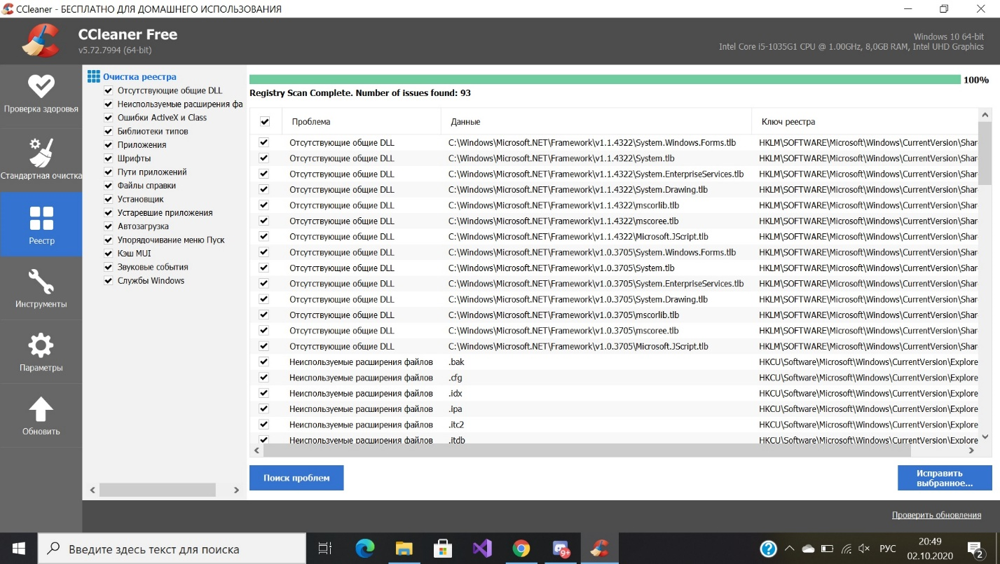 CCleaner - БЕСПЛАТНО ДЛЯ ДОМАШНЕГО ИСПОЛЬЗОВАНИЯ
CCleaner Free
v5.72.7994 (64-bit)
Windows 10 64-bit
Intel Core i5-1035G1 CPU @ 1.00GHz, 8,0GB RAM, Intel UHD Graphics
Проверка здоровья
Стандартная очистка
Реестр
Инструменты
Параметры
Обновить
Очистка реестра
Отсутствующие общие DLL
Неиспользуемые расширения фа
Ошибки ActiveX и Class
Библиотеки типов
Приложения
Шрифты
Пути приложений
Файлы справки
Установщик
Устаревшие приложения
Автозагрузка
Упорядочивание меню Пуск
Кэш MUI
Звуковые события
Службы Windows
100%
Registry Scan Complete. Number of issues found: 93
Проблема Данные Ключ реестра
Отсутствующие общие DLL C:\Windows\Microsoft.NET\Framework\v1.1.4322\System.Windows.Forms.tlb HKLM\SOFTWARE\Microsoft\Windows\CurrentVersion\Shar
Отсутствующие общие DLL C:\Windows\Microsoft.NET\Framework\v1.1.4322\System.tlb HKLM\SOFTWARE\Microsoft\Windows\CurrentVersion\Shar
Отсутствующие общие DLL C:\Windows\Microsoft.NET\Framework\v1.1.4322\System.EnterpriseServices.tlb HKLM\SOFTWARE\Microsoft\Windows\CurrentVersion\Shar
Отсутствующие общие DLL C:\Windows\Microsoft.NET\Framework\v1.1.4322\System.Drawing.tlb HKLM\SOFTWARE\Microsoft\Windows\CurrentVersion\Shar
Отсутствующие общие DLL C:\Windows\Microsoft.NET\Framework\v1.1.4322\mscorlib.tlb HKLM\SOFTWARE\Microsoft\Windows\CurrentVersion\Shar
Отсутствующие общие DLL C:\Windows\Microsoft.NET\Framework\v1.1.4322\mscoree.tlb HKLM\SOFTWARE\Microsoft\Windows\CurrentVersion\Shar
Отсутствующие общие DLL C:\Windows\Microsoft.NET\Framework\v1.1.4322\Microsoft.JScript.tlb HKLM\SOFTWARE\Microsoft\Windows\CurrentVersion\Shar
Отсутствующие общие DLL C:\Windows\Microsoft.NET\Framework\v1.0.3705\System.Windows.Forms.tlb HKLM\SOFTWARE\Microsoft\Windows\CurrentVersion\Shar
Отсутствующие общие DLL C:\Windows\Microsoft.NET\Framework\v1.0.3705\System.tlb HKLM\SOFTWARE\Microsoft\Windows\CurrentVersion\Shar
Отсутствующие общие DLL C:\Windows\Microsoft.NET\Framework\v1.0.3705\System.EnterpriseServices.tlb HKLM\SOFTWARE\Microsoft\Windows\CurrentVersion\Shar
Отсутствующие общие DLL C:\Windows\Microsoft.NET\Framework\v1.0.3705\System.Drawing.tlb HKLM\SOFTWARE\Microsoft\Windows\CurrentVersion\Shar
Отсутствующие общие DLL C:\Windows\Microsoft.NET\Framework\v1.0.3705\mscorlib.tlb HKLM\SOFTWARE\Microsoft\Windows\CurrentVersion\Shar
Отсутствующие общие DLL C:\Windows\Microsoft.NET\Framework\v1.0.3705\mscoree.tlb HKLM\SOFTWARE\Microsoft\Windows\CurrentVersion\Shar
Отсутствующие общие DLL C:\Windows\Microsoft.NET\Framework\v1.0.3705\Microsoft.JScript.tlb HKLM\SOFTWARE\Microsoft\Windows\CurrentVersion\Shar
Неиспользуемые расширения файлов .bak HKCU\Software\Microsoft\Windows\CurrentVersion\Explore
Неиспользуемые расширения файлов .cfg HKCU\Software\Microsoft\Windows\CurrentVersion\Explore
Неиспользуемые расширения файлов .idx HKCU\Software\Microsoft\Windows\CurrentVersion\Explore
Неиспользуемые расширения файлов .ipa HKCU\Software\Microsoft\Windows\CurrentVersion\Explore
Неиспользуемые расширения файлов .itc2 HKCU\Software\Microsoft\Windows\CurrentVersion\Explore
Неиспользуемые расширения файлов .itdb HKCU\Software\Microsoft\Windows\CurrentVersion\Explore
Поиск проблем
Исправить
выбранное...
Проверить обновления
Введите здесь текст для поиска
9+
РУС
20:49
02.10.2020
2